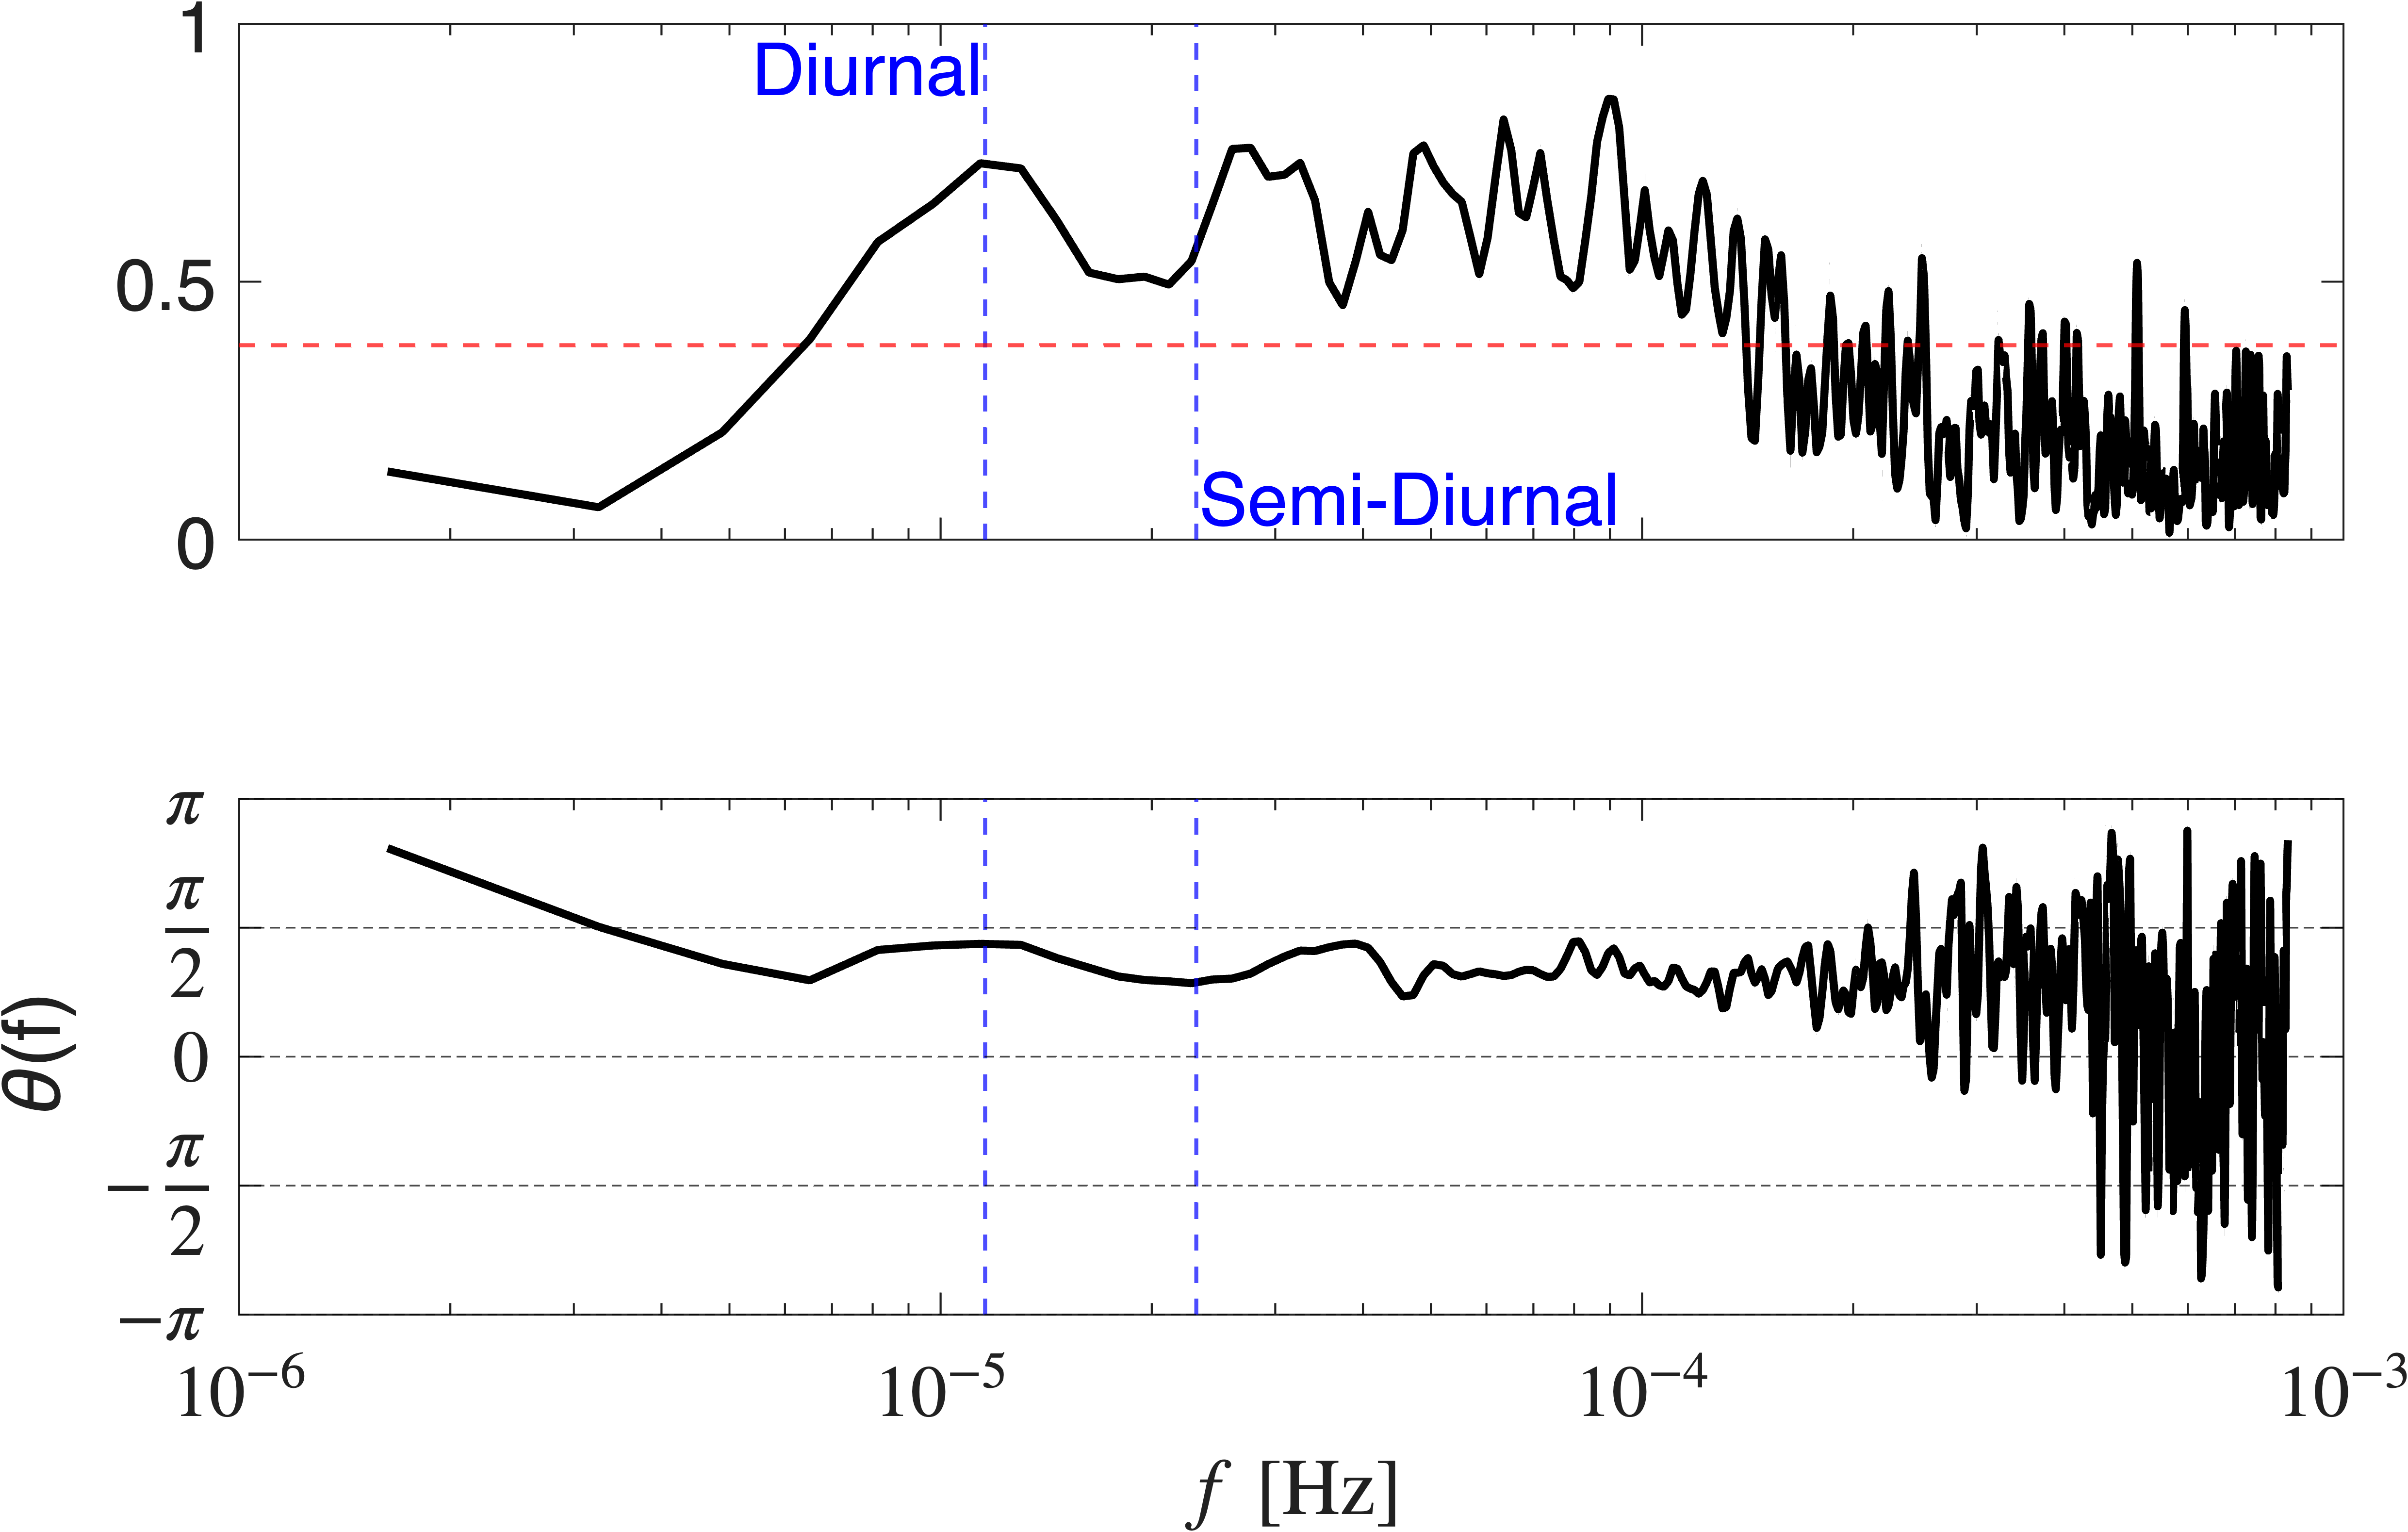 1
Diurnal
0.5
Semi-Diurnal
0
π
π
2
0
−π
2
−π
θ(f)
10⁻⁶ 10⁻⁵ 10⁻⁴ 10⁻³
f [Hz]